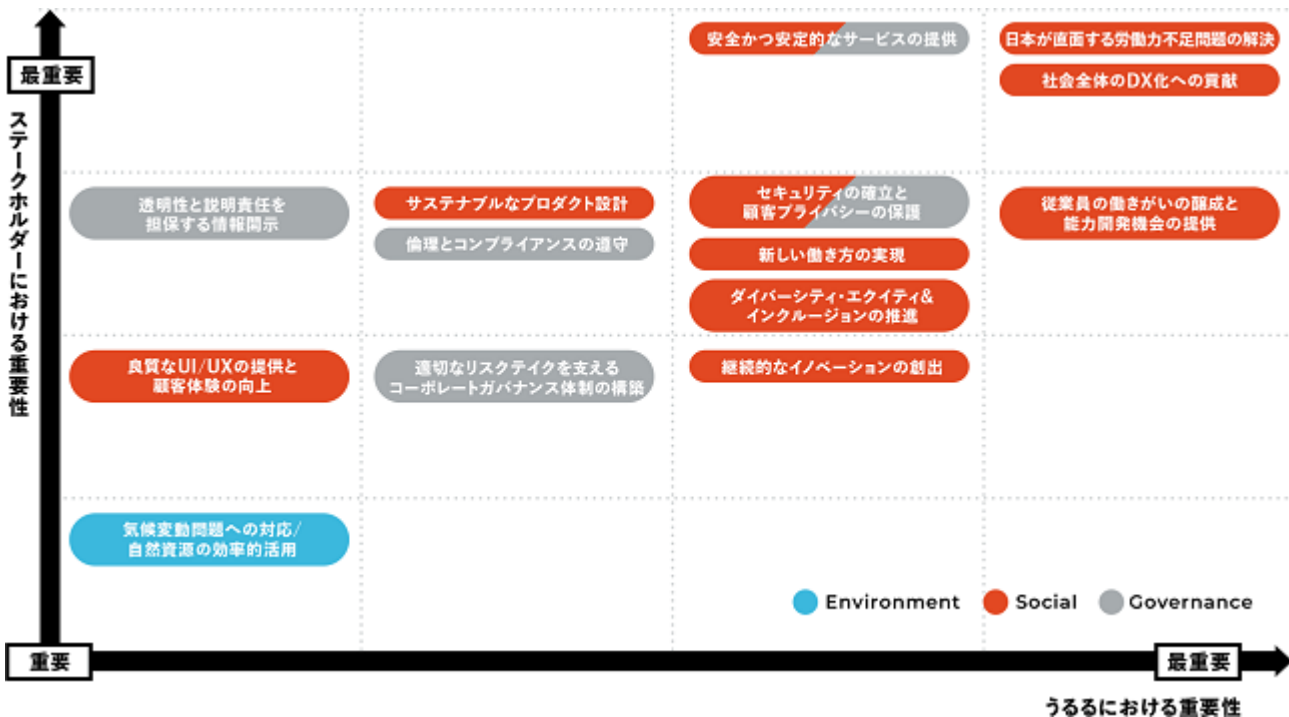 最重要
ステークホルダーにおける重要性
安全かつ安定的なサービスの提供
日本が直面する労働力不足問題の解決
社会全体のDX化への貢献
透明性と説明責任を
担保する情報開示
サステナブルなプロダクト設計
倫理とコンプライアンスの遵守
セキュリティの確立と
顧客プライバシーの保護
新しい働き方の実現
ダイバーシティ・エクイティ&
インクルージョンの推進
従業員の働きがいの醸成と
能力開発機会の提供
良質なUI/UXの提供と
顧客体験の向上
適切なリスクテイクを支える
コーポレートガバナンス体制の構築
継続的なイノベーションの創出
気候変動問題への対応/
自然資源の効率的活用
Environment
Social
Governance
重要
最重要
うるるにおける重要性